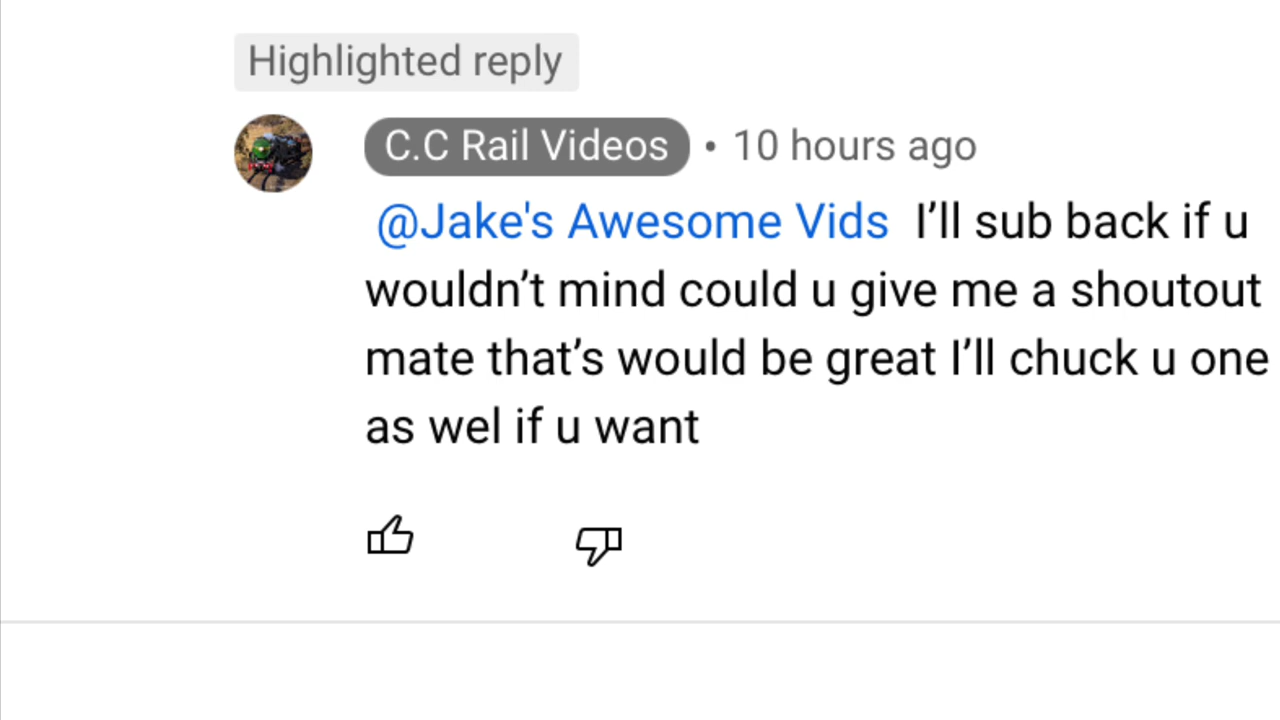 Highlighted reply
C.C Rail Videos • 10 hours ago
@Jake's Awesome Vids I’ll sub back if u
wouldn’t mind could u give me a shoutout
mate that’s would be great I’ll chuck u one
as wel if u want